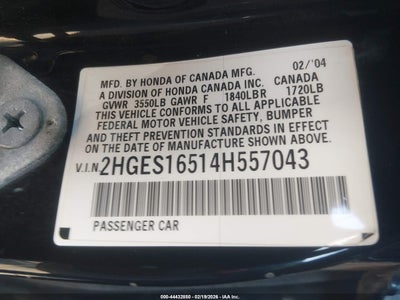 02/'04
MFD. BY HONDA OF CANADA MFG.
A DIVISION OF HONDA CANADA INC. CANADA
GVWR 3550LB GAWR F 1840LBR 1720LB
THIS VEHICLE CONFORMS TO ALL APPLICABLE
FEDERAL MOTOR VEHICLE SAFETY, BUMPER
AND THEFT PREVENTION STANDARDS IN EFFECT
ON THE DATE OF MANUFACTURE SHOWN ABOVE.
V.I.N. 2HGES16514H557043
PASSENGER CAR
000-44432050 - 02/19/2026 - IAA Inc.